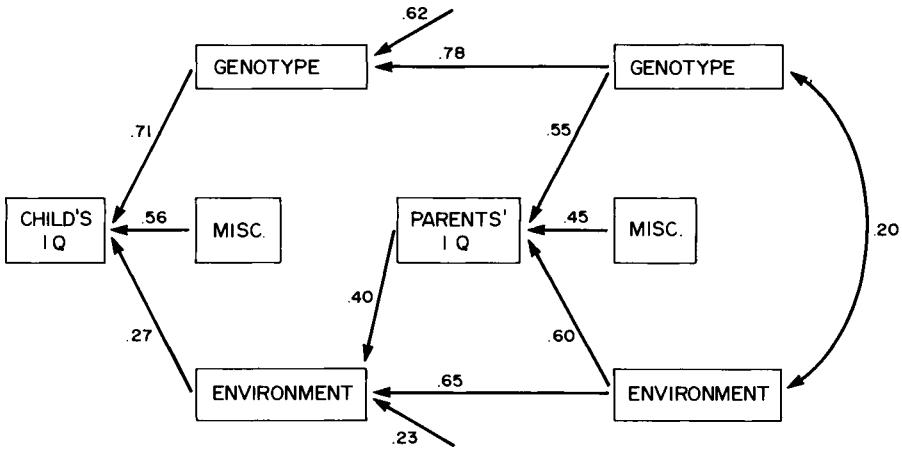 .62
GENOTYPE
.78
GENOTYPE
.71
.55
CHILD'S
IQ
.56
MISC.
PARENTS'
IQ
.45
MISC.
.20
.40
.27
.60
ENVIRONMENT
.65
ENVIRONMENT
.23